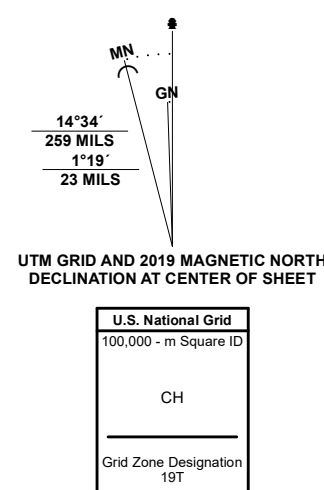 MN
GN
14°34´
259 MILS
1°19´
23 MILS
UTM GRID AND 2019 MAGNETIC NORTH
DECLINATION AT CENTER OF SHEET
U.S. National Grid
100,000 - m Square ID
CH
Grid Zone Designation
19T